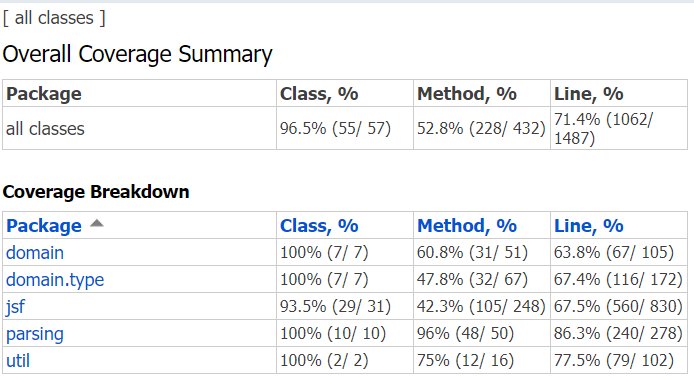 [ all classes ]
Overall Coverage Summary
Package Class, % Method, % Line, %
all classes 96.5% (55/ 57) 52.8% (228/ 432) 71.4% (1062/ 1487)
Coverage Breakdown
Package Class, % Method, % Line, %
domain 100% (7/ 7) 60.8% (31/ 51) 63.8% (67/ 105)
domain.type 100% (7/ 7) 47.8% (32/ 67) 67.4% (116/ 172)
jsf 93.5% (29/ 31) 42.3% (105/ 248) 67.5% (560/ 830)
parsing 100% (10/ 10) 96% (48/ 50) 86.3% (240/ 278)
util 100% (2/ 2) 75% (12/ 16) 77.5% (79/ 102)